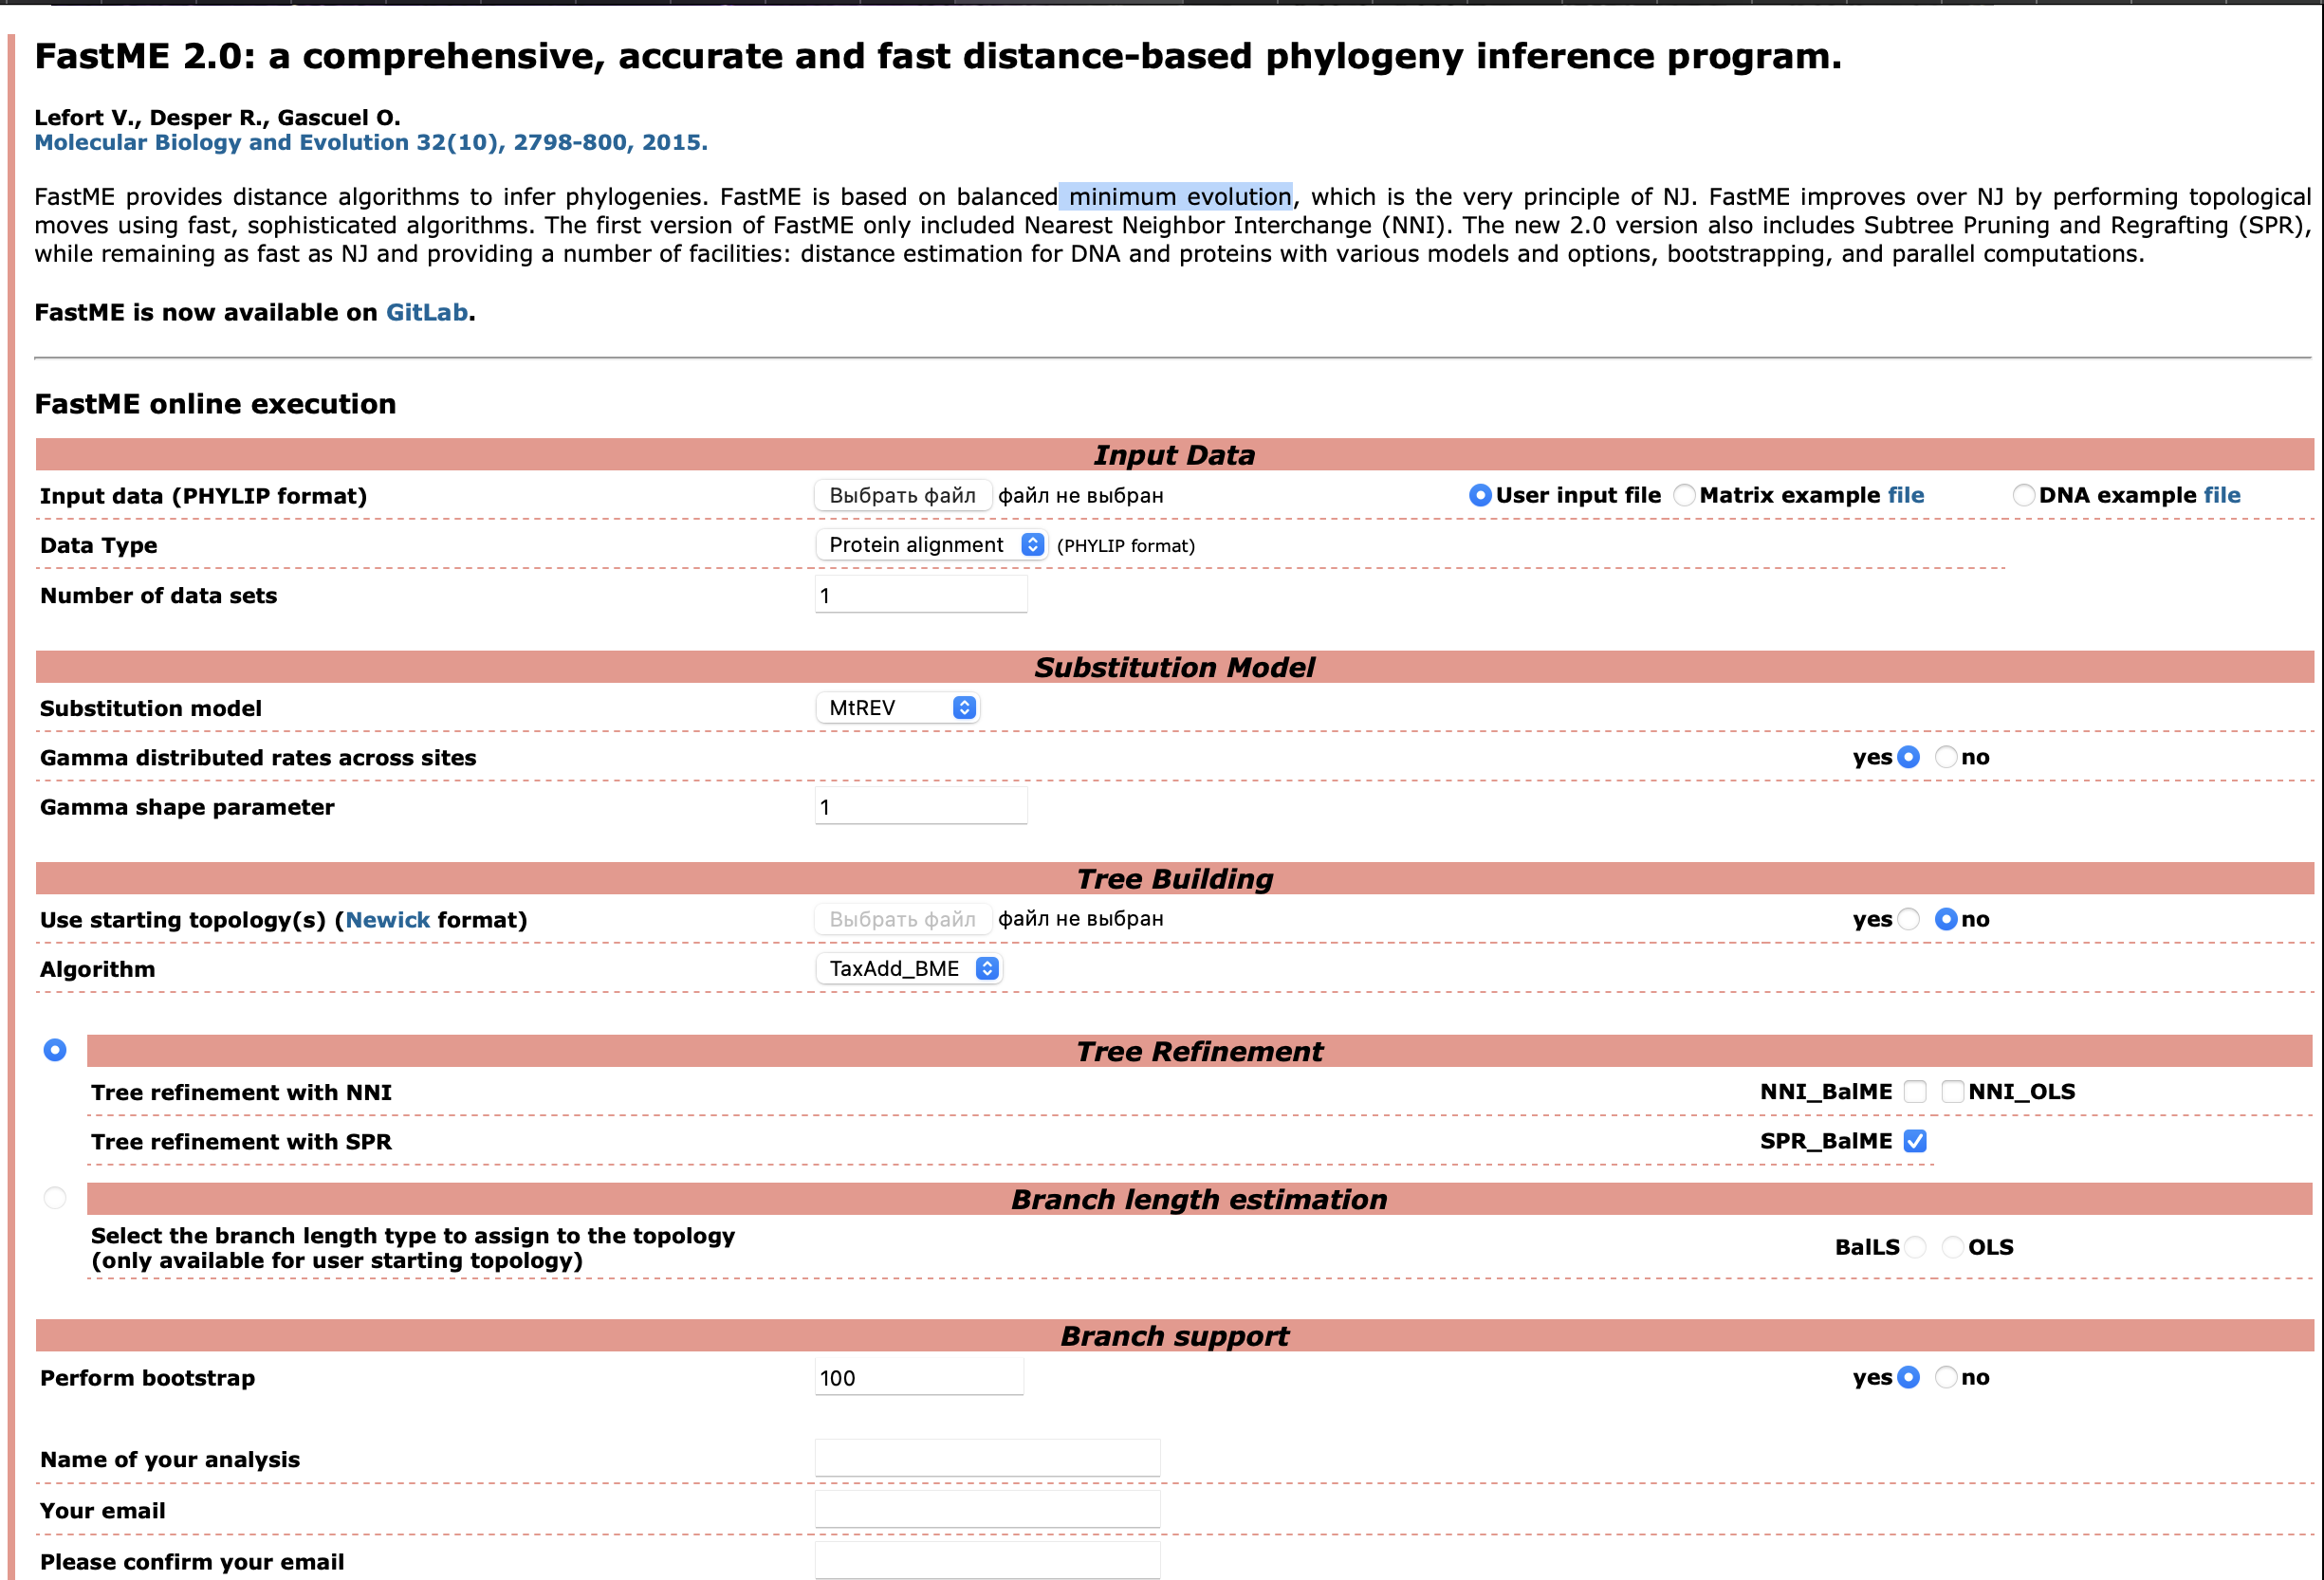 FastME 2.0: a comprehensive, accurate and fast distance-based phylogeny inference program.
Lefort V., Desper R., Gascuel O.
Molecular Biology and Evolution 32(10), 2798-800, 2015.
FastME provides distance algorithms to infer phylogenies. FastME is based on balanced minimum evolution, which is the very principle of NJ. FastME improves over NJ by performing topological
moves using fast, sophisticated algorithms. The first version of FastME only included Nearest Neighbor Interchange (NNI). The new 2.0 version also includes Subtree Pruning and Regrafting (SPR),
while remaining as fast as NJ and providing a number of facilities: distance estimation for DNA and proteins with various models and options, bootstrapping, and parallel computations.
FastME is now available on GitLab.
FastME online execution
Input Data
Input data (PHYLIP format) Выбрать файл файл не выбран User input file Matrix example file DNA example file
Data Type Protein alignment (PHYLIP format)
Number of data sets 1
Substitution Model
Substitution model MtREV
Gamma distributed rates across sites yes no
Gamma shape parameter 1
Tree Building
Use starting topology(s) (Newick format) Выбрать файл файл не выбран yes no
Algorithm TaxAdd_BME
Tree Refinement
Tree refinement with NNI NNI_BalME NNI_OLS
Tree refinement with SPR SPR_BalME
Branch length estimation
Select the branch length type to assign to the topology
(only available for user starting topology) BalLS OLS
Branch support
Perform bootstrap 100 yes no
Name of your analysis
Your email
Please confirm your email